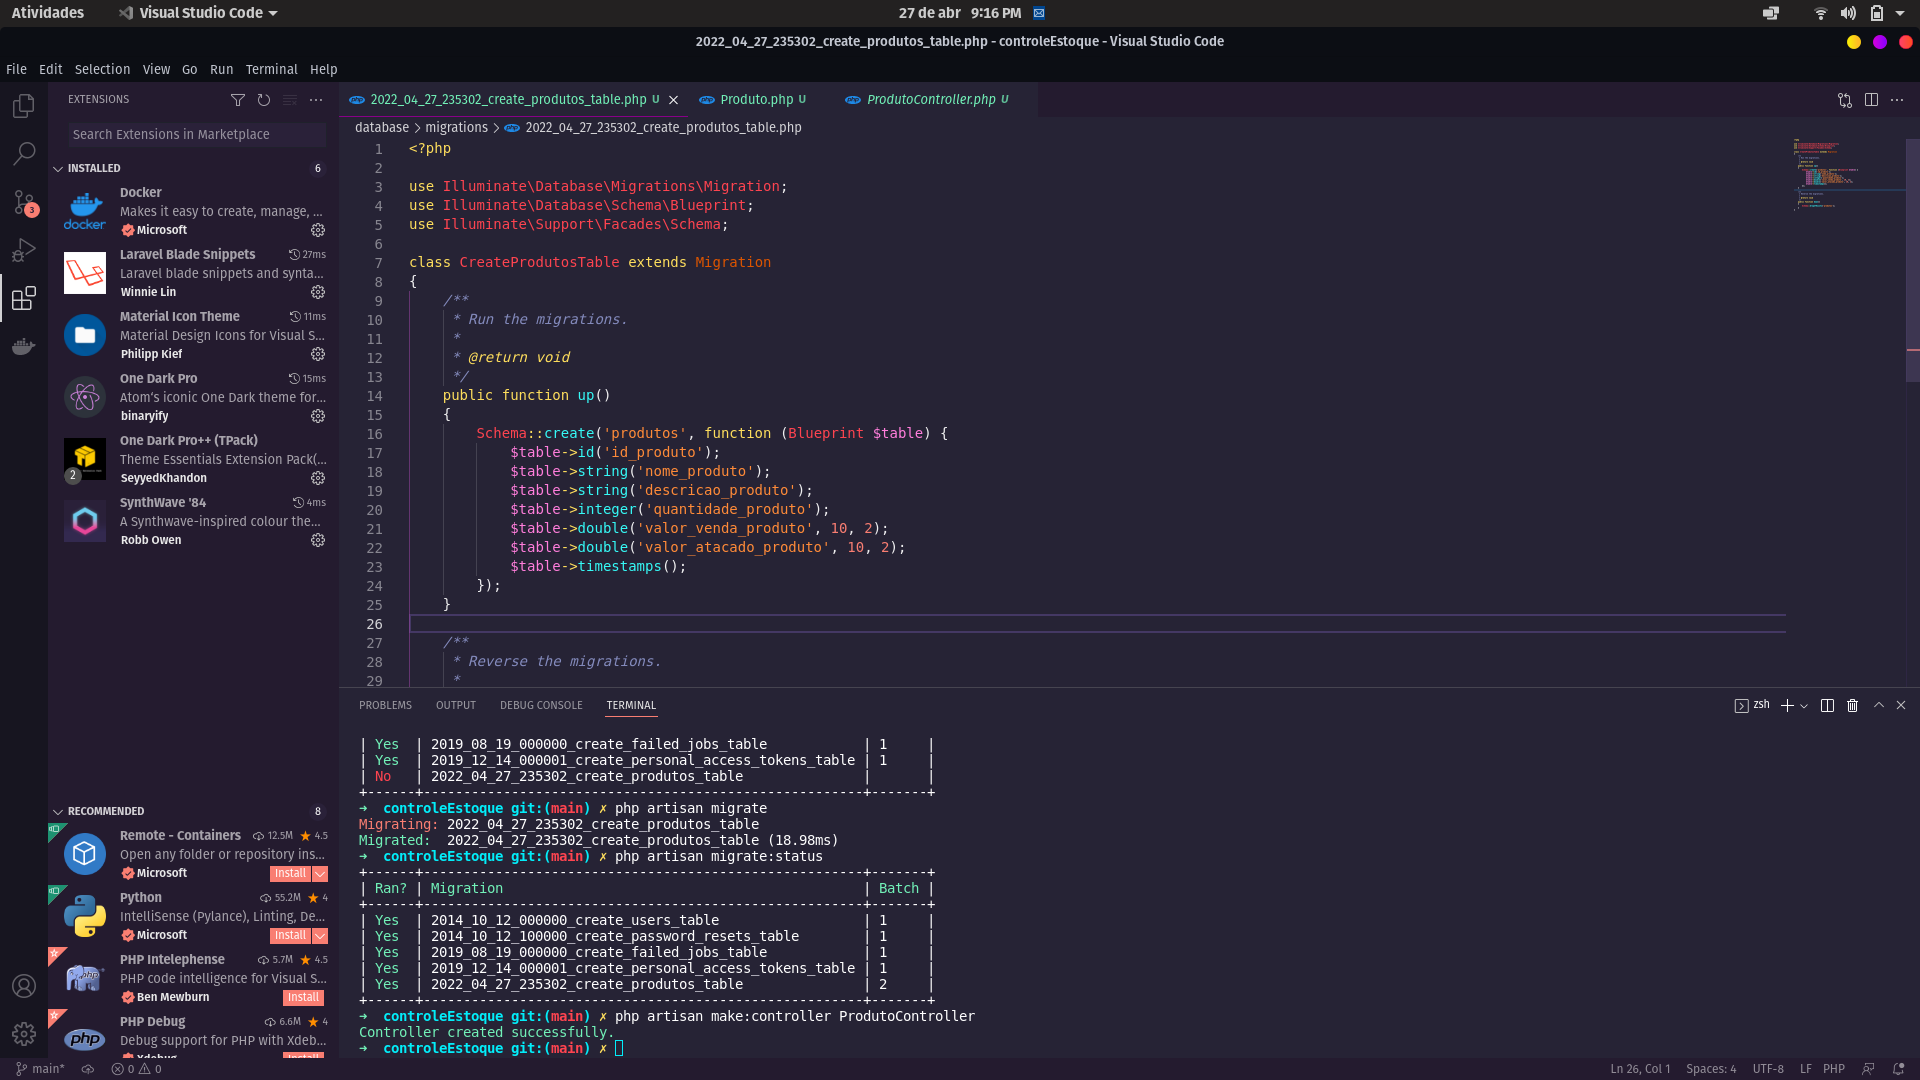 Atividades
Visual Studio Code
27 de abr 9:16 PM
2022_04_27_235302_create_produtos_table.php - controleEstoque - Visual Studio Code
File Edit Selection View Go Run Terminal Help
EXTENSIONS
Search Extensions in Marketplace
INSTALLED 6
Docker
Makes it easy to create, manage, ...
Microsoft
docker
Laravel Blade Snippets 27ms
Laravel blade snippets and synta...
Winnie Lin
Material Icon Theme 11ms
Material Design Icons for Visual S...
Philipp Kief
One Dark Pro 15ms
Atom's iconic One Dark theme for...
binaryify
One Dark Pro++ (TPack)
Theme Essentials Extension Pack(...
SeyyedKhandon
2
SynthWave '84 4ms
A Synthwave-inspired colour the...
Robb Owen
RECOMMENDED 8
Remote - Containers 12.5M 4.5
Open any folder or repository ins...
Microsoft Install
Python 55.2M 4
IntelliSense (Pylance), Linting, De...
Microsoft Install
PHP Intelephense 5.7M 4.5
PHP code intelligence for Visual S...
Ben Mewburn Install
php
PHP Debug 6.6M 4
Debug support for PHP with Xdeb...
Xdebug Install
php
3
2022_04_27_235302_create_produtos_table.php U
Produto.php U
ProdutoController.php U
database > migrations > 2022_04_27_235302_create_produtos_table.php
1 <?php
2
3 use Illuminate\Database\Migrations\Migration;
4 use Illuminate\Database\Schema\Blueprint;
5 use Illuminate\Support\Facades\Schema;
6
7 class CreateProdutosTable extends Migration
8 {
9 /**
10 * Run the migrations.
11 *
12 * @return void
13 */
14 public function up()
15 {
16 Schema::create('produtos', function (Blueprint $table) {
17 $table->id('id_produto');
18 $table->string('nome_produto');
19 $table->string('descricao_produto');
20 $table->integer('quantidade_produto');
21 $table->double('valor_venda_produto', 10, 2);
22 $table->double('valor_atacado_produto', 10, 2);
23 $table->timestamps();
24 });
25 }
26
27 /**
28 * Reverse the migrations.
29 *
PROBLEMS OUTPUT DEBUG CONSOLE TERMINAL
zsh
| Yes | 2019_08_19_000000_create_failed_jobs_table | 1 |
| Yes | 2019_12_14_000001_create_personal_access_tokens_table | 1 |
| No | 2022_04_27_235302_create_produtos_table | |
+------+-------------------------------------------------------+-------+
➜ controleEstoque git:(main) ✗ php artisan migrate
Migrating: 2022_04_27_235302_create_produtos_table
Migrated: 2022_04_27_235302_create_produtos_table (18.98ms)
➜ controleEstoque git:(main) ✗ php artisan migrate:status
+------+-------------------------------------------------------+-------+
| Ran? | Migration | Batch |
+------+-------------------------------------------------------+-------+
| Yes | 2014_10_12_000000_create_users_table | 1 |
| Yes | 2014_10_12_100000_create_password_resets_table | 1 |
| Yes | 2019_08_19_000000_create_failed_jobs_table | 1 |
| Yes | 2019_12_14_000001_create_personal_access_tokens_table | 1 |
| Yes | 2022_04_27_235302_create_produtos_table | 2 |
+------+-------------------------------------------------------+-------+
➜ controleEstoque git:(main) ✗ php artisan make:controller ProdutoController
Controller created successfully.
➜ controleEstoque git:(main) ✗
main* 0 0
Ln 26, Col 1 Spaces: 4 UTF-8 LF PHP